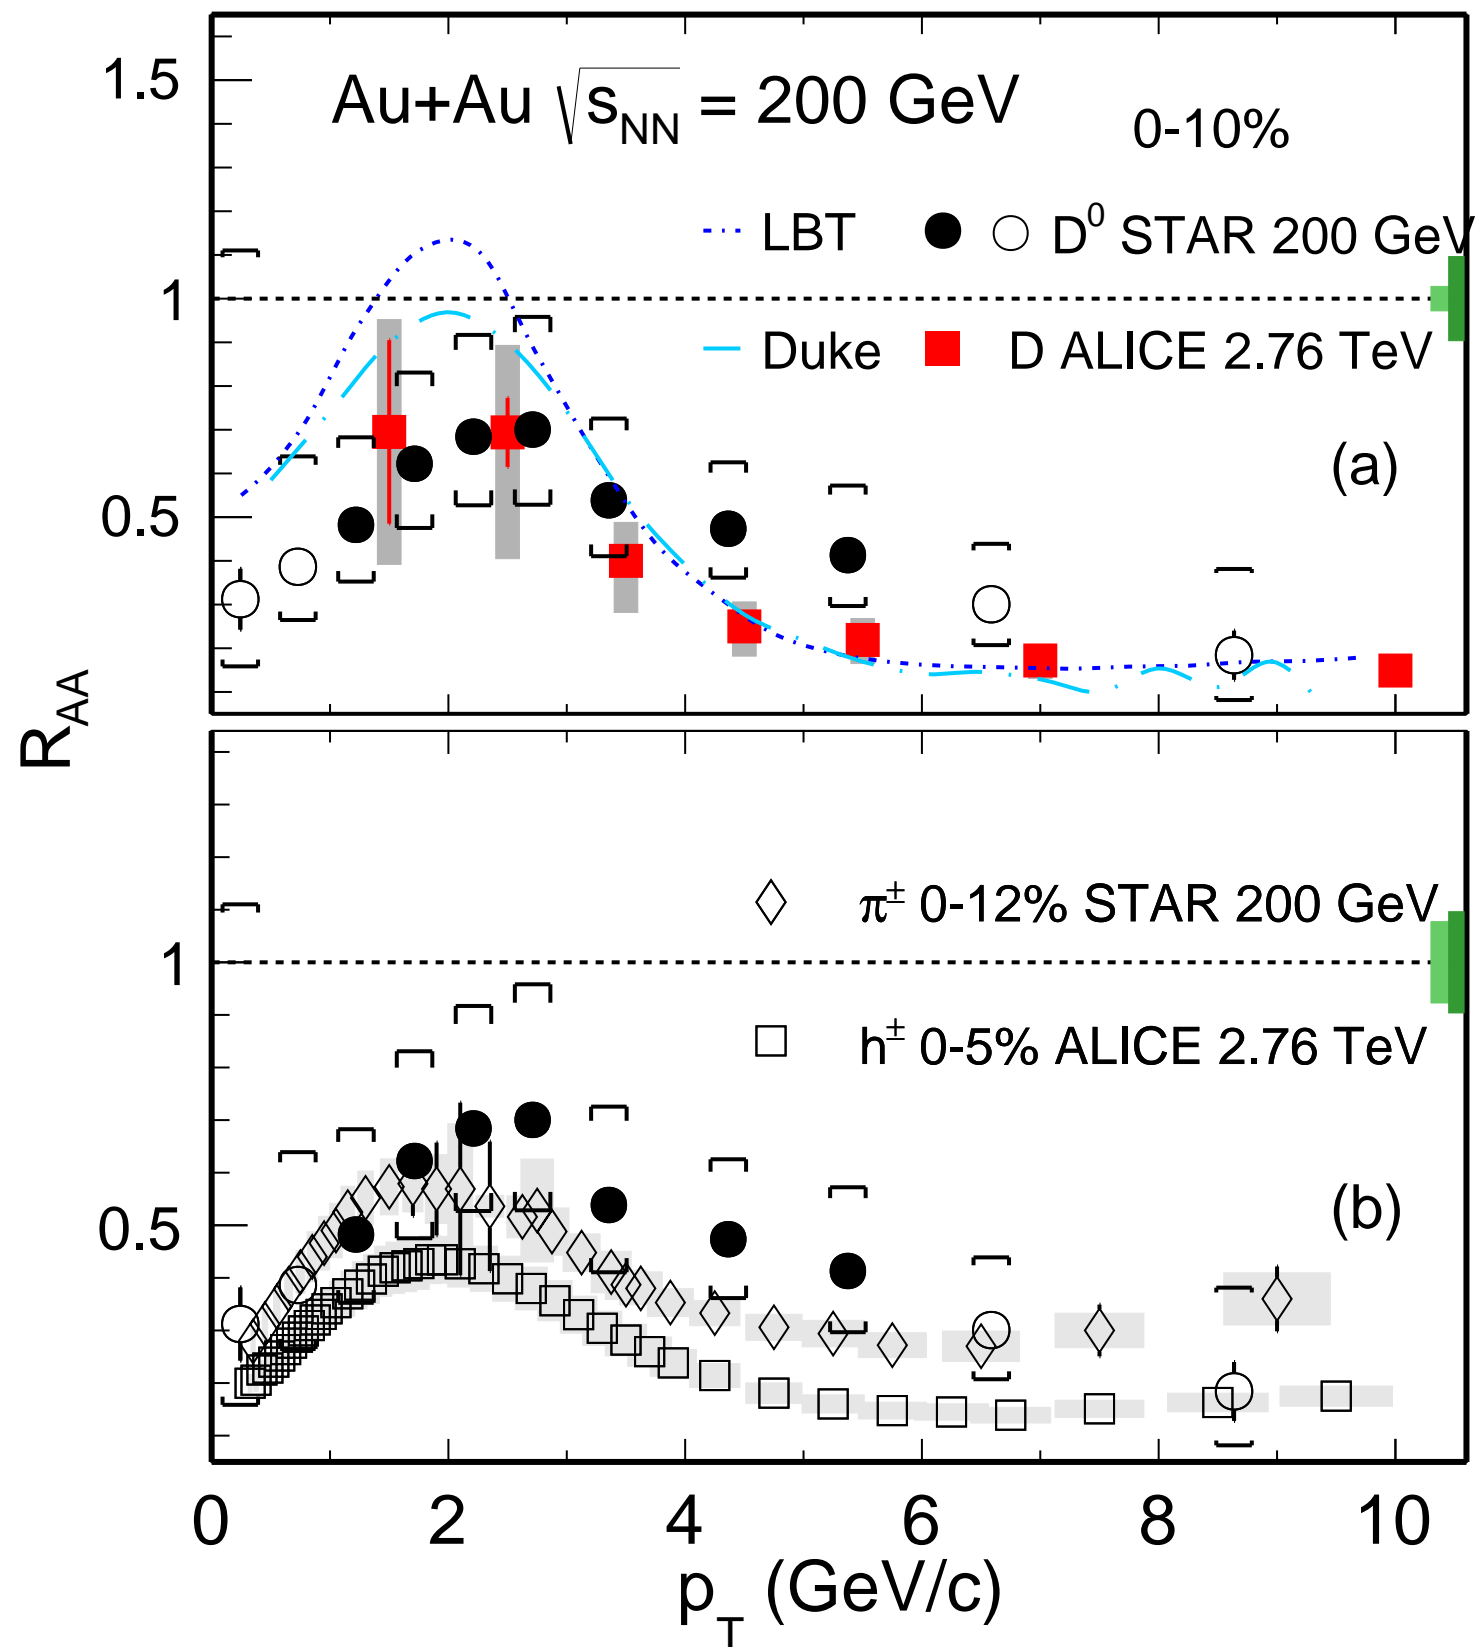 Au+Au √sNN = 200 GeV
0-10%
LBT
D0 STAR 200 GeV
Duke
D ALICE 2.76 TeV
(a)
1.5
1
0.5
RAA
π± 0-12% STAR 200 GeV
h± 0-5% ALICE 2.76 TeV
(b)
1
0.5
0 2 4 6 8 10
pT (GeV/c)